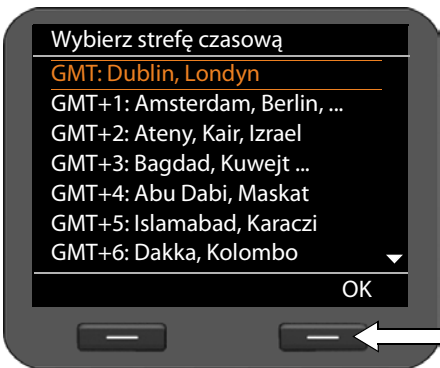 Wybierz strefę czasową
GMT: Dublin, Londyn
GMT+1: Amsterdam, Berlin, ...
GMT+2: Ateny, Kair, Izrael
GMT+3: Bagdad, Kuwejt ...
GMT+4: Abu Dabi, Maskat
GMT+5: Islamabad, Karaczi
GMT+6: Dakka, Kolombo
OK